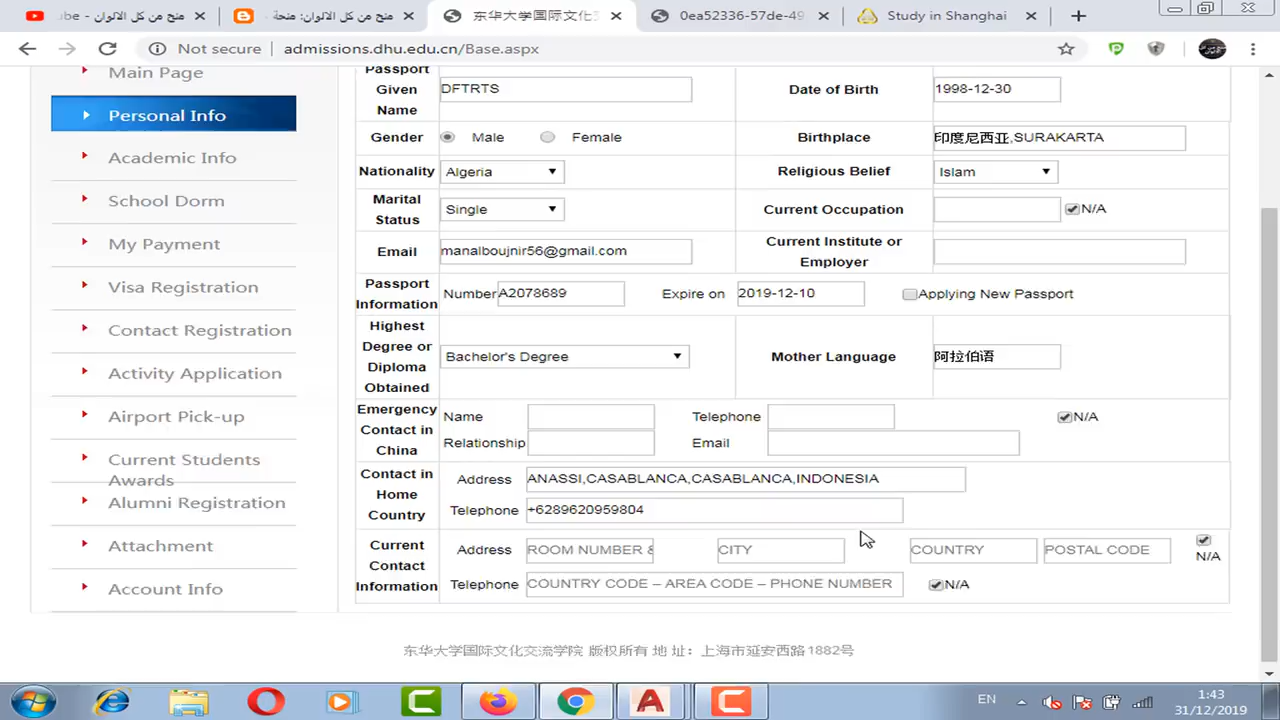 ube - منح من كل الالوان
منح من كل الالوان: منحة
东华大学国际文化
0ea52336-57de-49
Study in Shanghai
Not secure
admissions.dhu.edu.cn/Base.aspx
Main Page
Personal Info
Academic Info
School Dorm
My Payment
Visa Registration
Contact Registration
Activity Application
Airport Pick-up
Current Students
Awards
Alumni Registration
Attachment
Account Info
Passport
Given
Name
DFTRTS
Date of Birth
1998-12-30
Gender
Male
Female
Birthplace
印度尼西亚,SURAKARTA
Nationality
Algeria
Religious Belief
Islam
Marital
Status
Single
Current Occupation
N/A
Email
manalboujnir56@gmail.com
Current Institute or
Employer
Passport
Information
Number
A2078689
Expire on
2019-12-10
Applying New Passport
Highest
Degree or
Diploma
Obtained
Bachelor's Degree
Mother Language
阿拉伯语
Emergency
Contact in
China
Name
Telephone
N/A
Relationship
Email
Contact in
Home
Country
Address
ANASSI,CASABLANCA,CASABLANCA,INDONESIA
Telephone
+6289620959804
Current
Contact
Information
Address
ROOM NUMBER &
CITY
COUNTRY
POSTAL CODE
N/A
Telephone
COUNTRY CODE – AREA CODE – PHONE NUMBER
N/A
东华大学国际文化交流学院 版权所有 地 址：上海市延安西路1882号
EN
1:43
31/12/2019